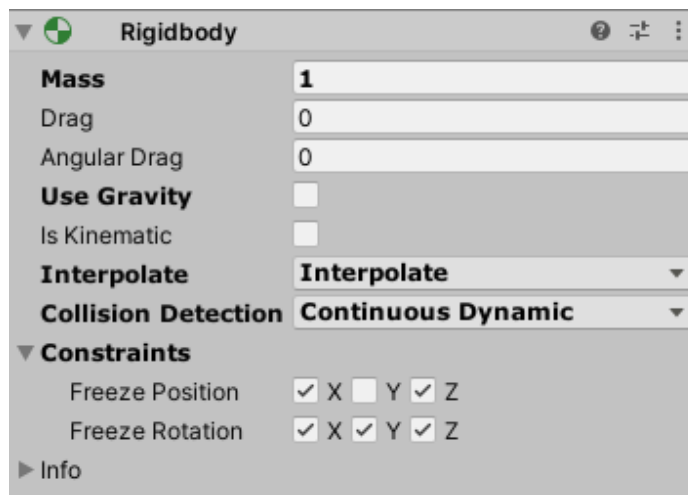 Rigidbody
Mass 1
Drag 0
Angular Drag 0
Use Gravity
Is Kinematic
Interpolate Interpolate
Collision Detection Continuous Dynamic
Constraints
Freeze Position X Y Z
Freeze Rotation X Y Z
Info